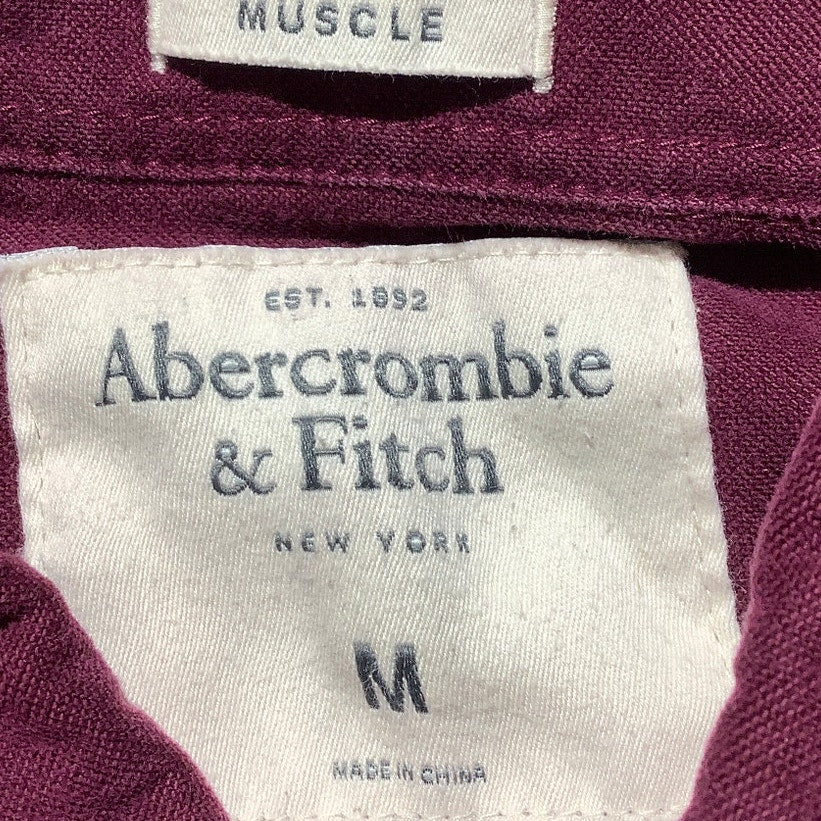 MUSCLE
EST. 1892
Abercrombie
& Fitch
NEW YORK
M
MADE IN CHINA